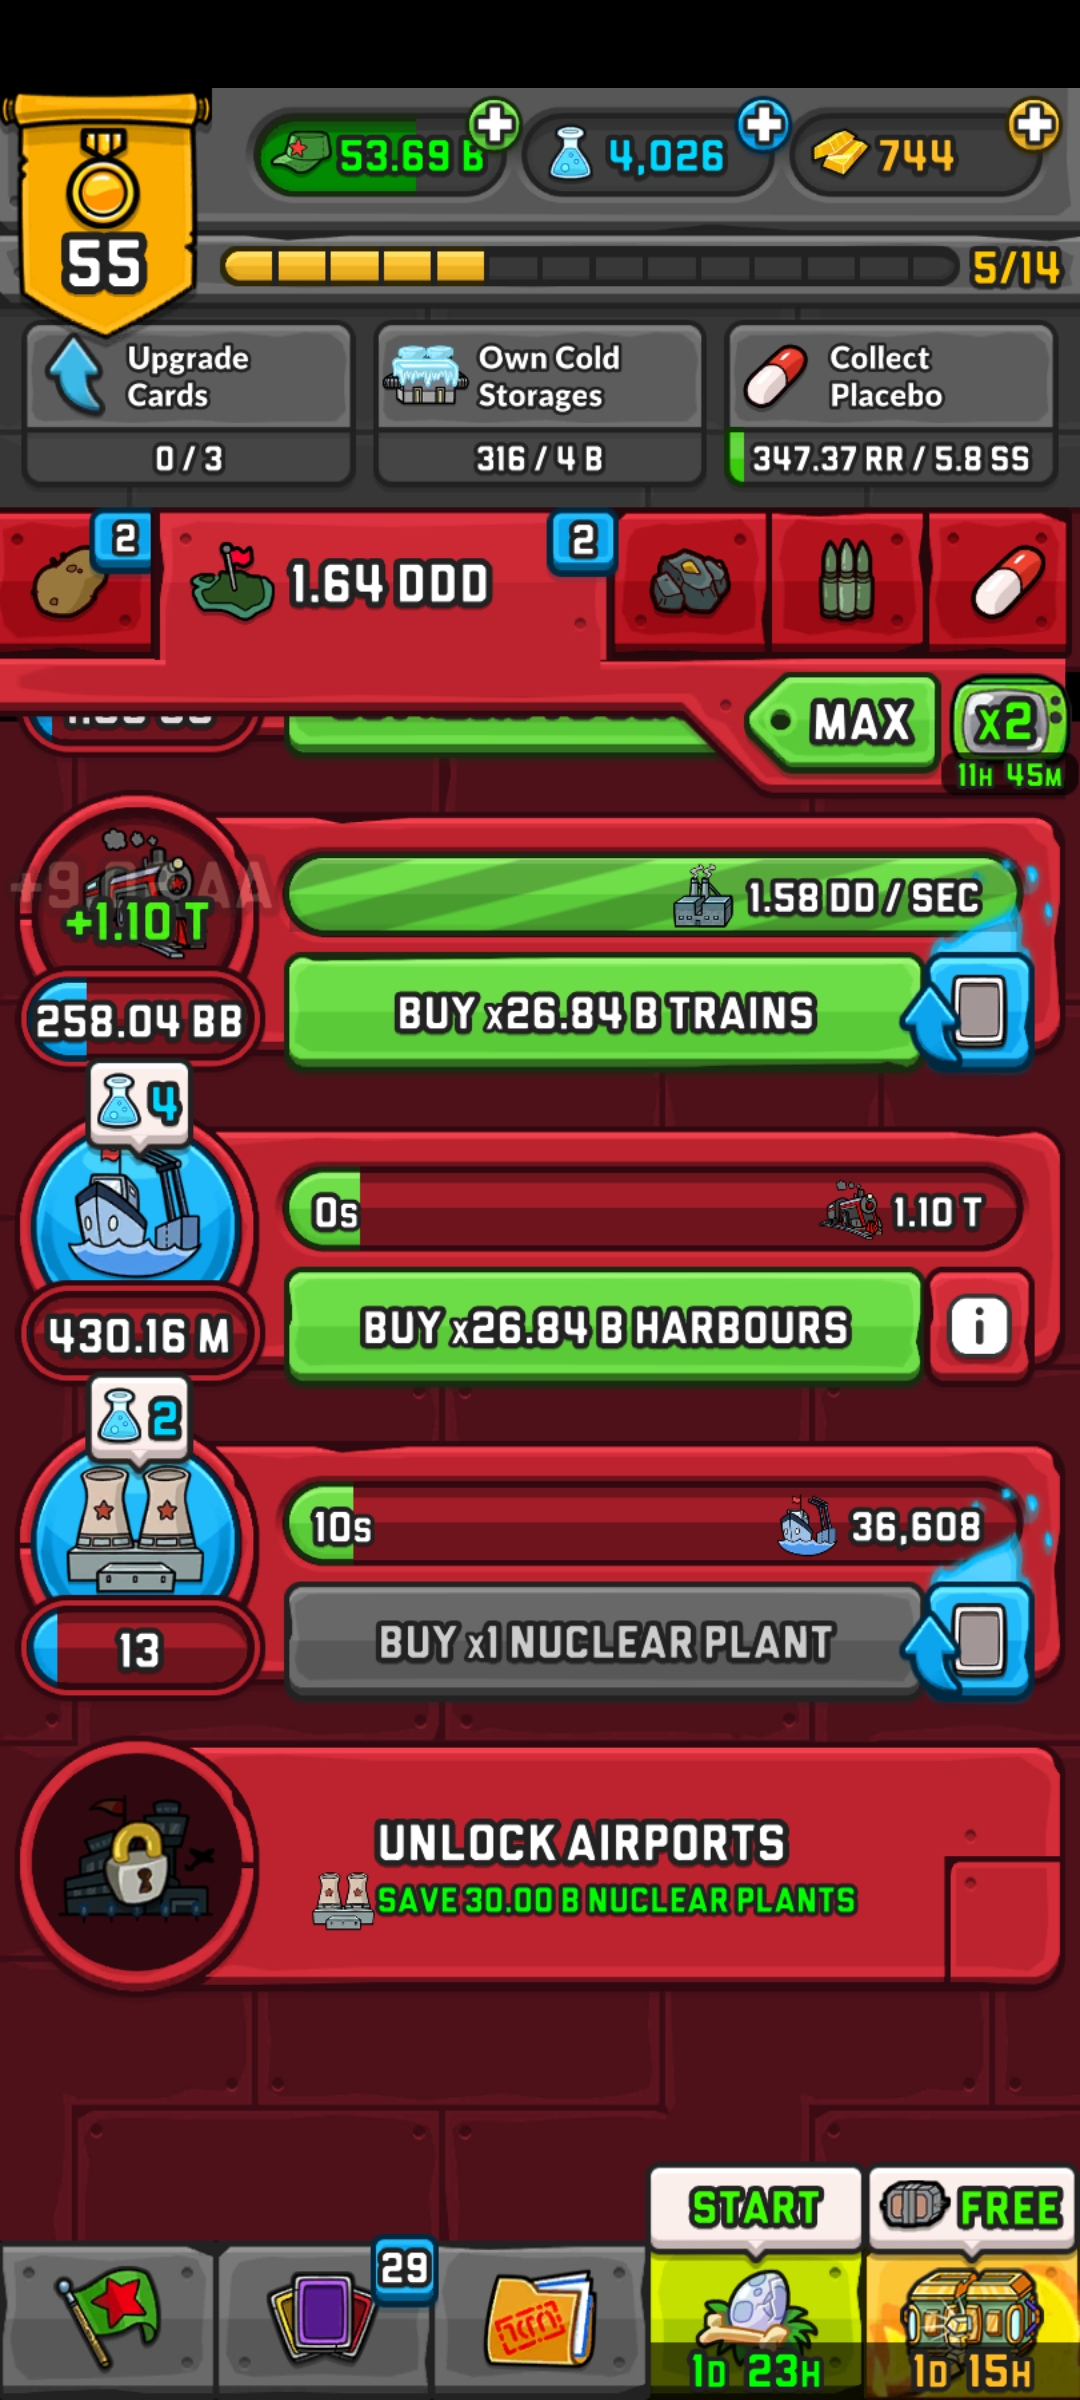 53.69 B
4,026
744
55
5/14
Upgrade
Cards
0 / 3
Own Cold
Storages
316 / 4 B
Collect
Placebo
347.37 RR / 5.8 SS
2
1.64 DDD
2
MAX
x2
11H 45M
+1.10 T
1.58 DD / SEC
258.04 BB
BUY x26.84 B TRAINS
4
0s
1.10 T
430.16 M
BUY x26.84 B HARBOURS
i
2
10s
36,608
13
BUY x1 NUCLEAR PLANT
UNLOCK AIRPORTS
SAVE 30.00 B NUCLEAR PLANTS
START
FREE
29
1D 23H
1D 15H